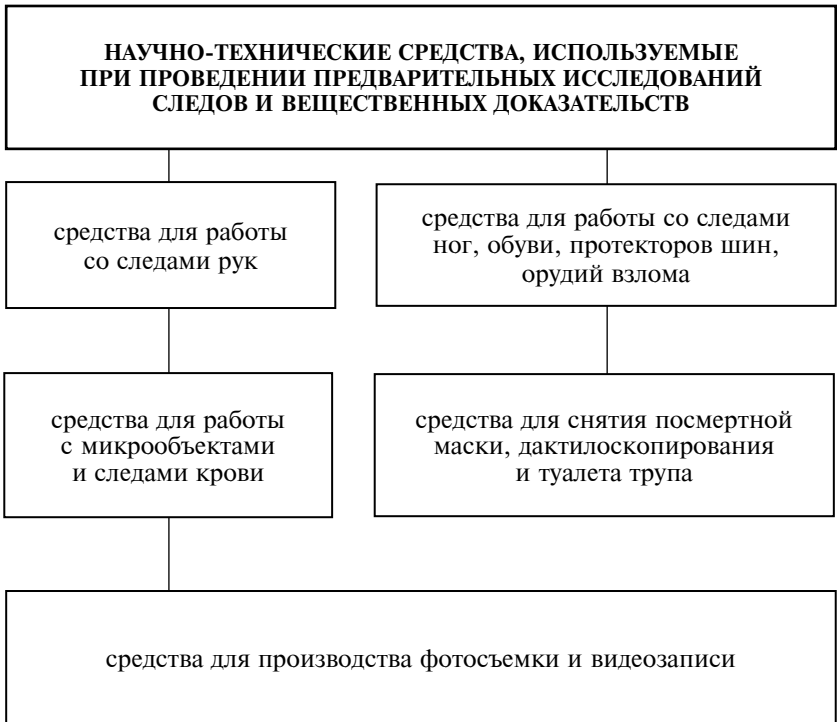 НАУЧНО-ТЕХНИЧЕСКИЕ СРЕДСТВА, ИСПОЛЬЗУЕМЫЕ
ПРИ ПРОВЕДЕНИИ ПРЕДВАРИТЕЛЬНЫХ ИССЛЕДОВАНИЙ
СЛЕДОВ И ВЕЩЕСТВЕННЫХ ДОКАЗАТЕЛЬСТВ
средства для работы
со следами рук
средства для работы со следами
ног, обуви, протекторов шин,
орудий взлома
средства для работы
с микрообъектами
и следами крови
средства для снятия посмертной
маски, дактилоскопирования
и туалета трупа
средства для производства фотосъемки и видеозаписи